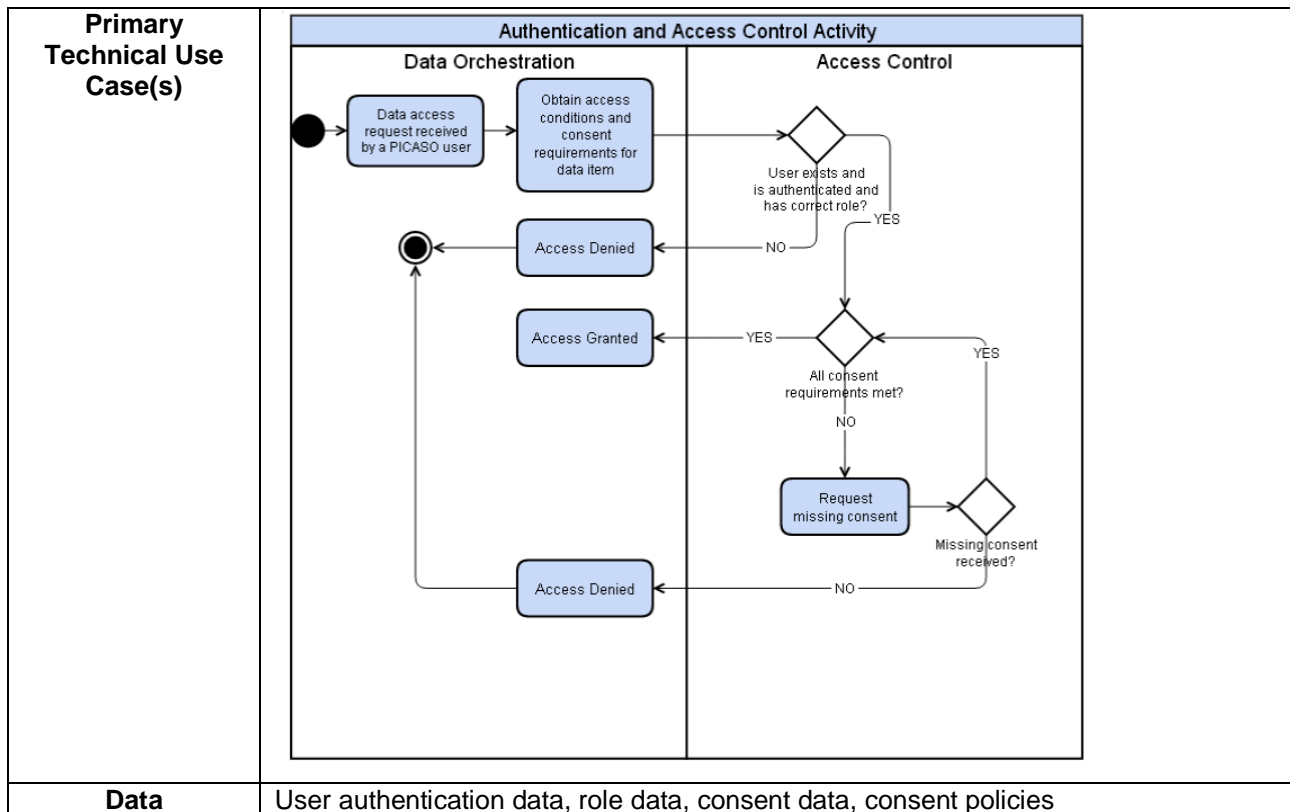 Primary
Technical Use
Case(s)
Authentication and Access Control Activity
Data Orchestration
Access Control
Data access
request received
by a PICASO user
Obtain access
conditions and
consent
requirements for
data item
User exists and
is authenticated and
has correct role?
YES
NO
Access Denied
Access Granted
YES
All consent
requirements met?
YES
NO
Request
missing consent
Missing consent
received?
NO
Access Denied
Data
User authentication data, role data, consent data, consent policies